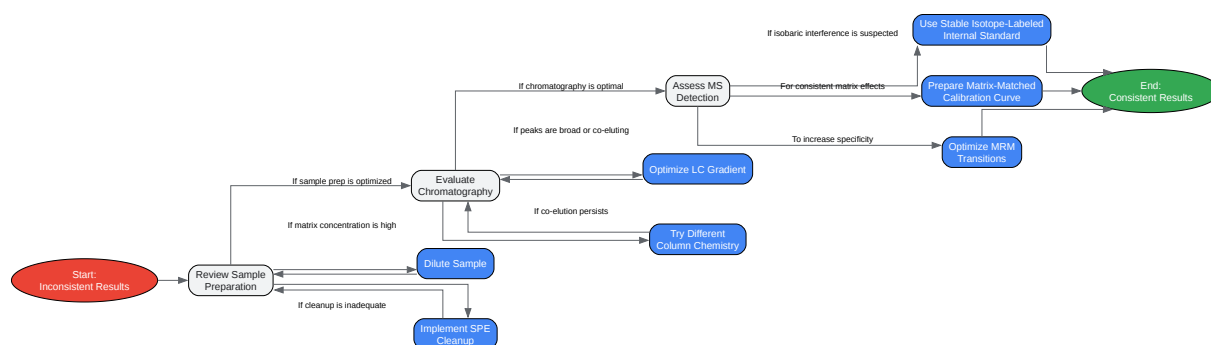 Use Stable Isotope-Labeled
Internal Standard
If isobaric interference is suspected
If chromatography is optimal
Assess MS
Detection
For consistent matrix effects
Prepare Matrix-Matched
Calibration Curve
End:
Consistent Results
If peaks are broad or co-eluting
To increase specificity
Optimize MRM
Transitions
Optimize LC Gradient
If sample prep is optimized
Evaluate
Chromatography
If co-elution persists
If matrix concentration is high
Try Different
Column Chemistry
Start:
Inconsistent Results
Review Sample
Preparation
Dilute Sample
If cleanup is inadequate
Implement SPE
Cleanup